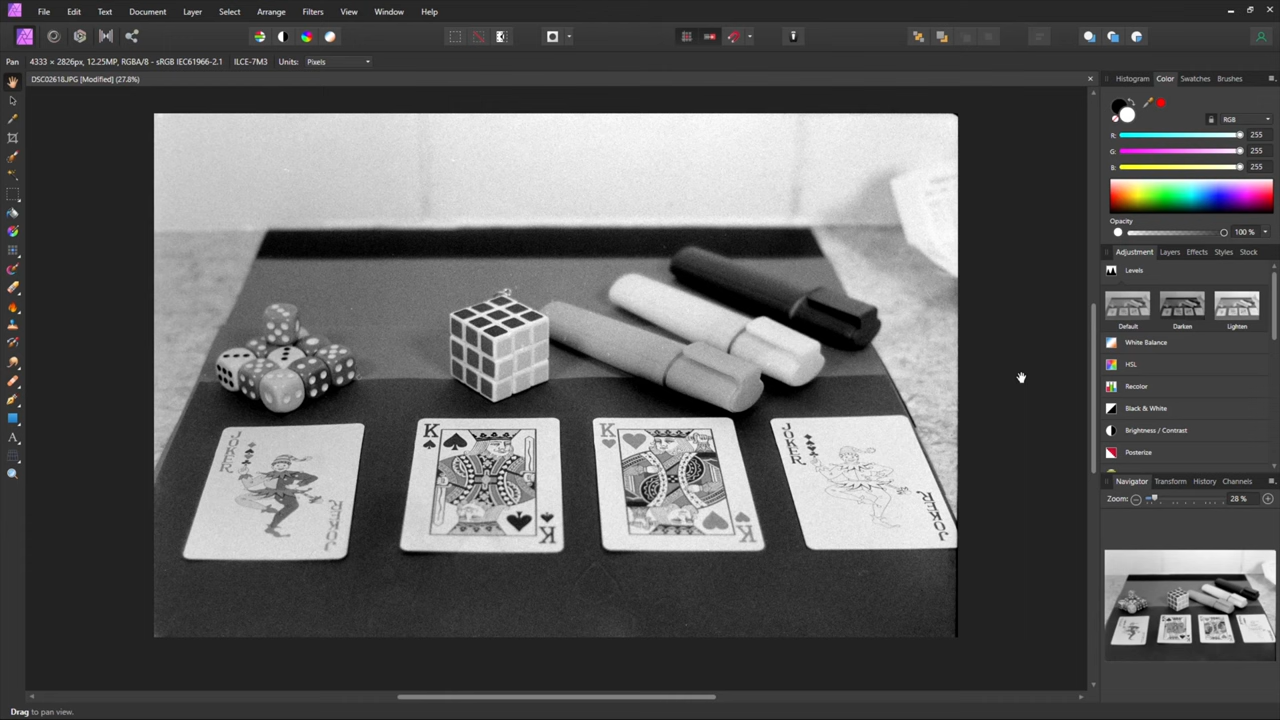 File Edit Text Document Layer Select Arrange Filters View Window Help
Pan 4333 × 2826px, 12.25MP, RGBA/8 - sRGB IEC61966-2.1 ILCE-7M3 Units: Pixels
DSC02618.JPG [Modified] (27.8%)
Histogram Color Swatches Brushes
RGB
R: 255
G: 255
B: 255
Opacity
100 %
Adjustment Layers Effects Styles Stock
Levels
Default Darken Lighten
White Balance
HSL
Recolor
Black & White
Brightness / Contrast
Posterize
Navigator Transform History Channels
Zoom: 28 %
JOKER
JOKER
K
K
K
K
JOKER
JOKER
Drag to pan view.